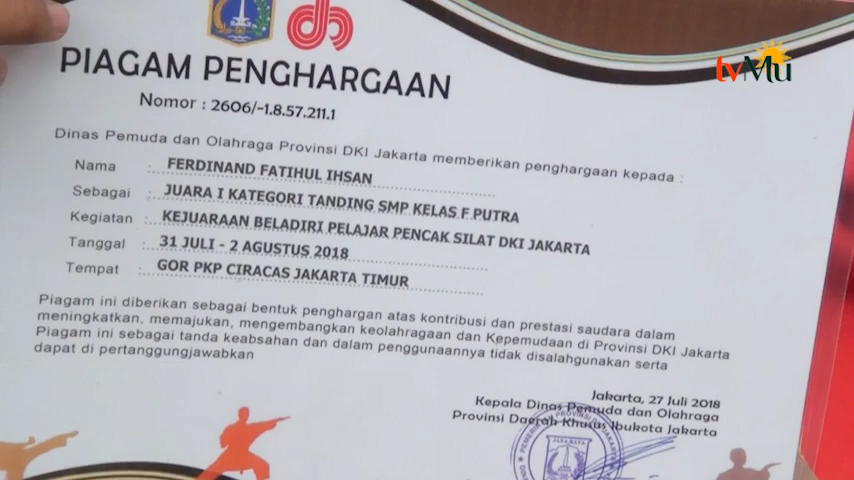 tvMu
PIAGAM PENGHARGAAN
Nomor : 2606/-1.8.57.211.1
Dinas Pemuda dan Olahraga Provinsi DKI Jakarta memberikan penghargaan kepada :
Nama : FERDINAND FATIHUL IHSAN
Sebagai : JUARA I KATEGORI TANDING SMP KELAS F PUTRA
Kegiatan : KEJUARAAN BELADIRI PELAJAR PENCAK SILAT DKI JAKARTA
Tanggal : 31 JULI - 2 AGUSTUS 2018
Tempat : GOR PKP CIRACAS JAKARTA TIMUR
Piagam ini diberikan sebagai bentuk penghargan atas kontribusi dan prestasi saudara dalam
meningkatkan, memajukan, mengembangkan keolahragaan dan Kepemudaan di Provinsi DKI Jakarta
Piagam ini sebagai tanda keabsahan dan dalam penggunaannya tidak disalahgunakan serta
dapat di pertanggungjawabkan
Jakarta, 27 Juli 2018
Kepala Dinas Pemuda dan Olahraga
Provinsi Daerah Khusus Ibukota Jakarta
JAYA RAYA